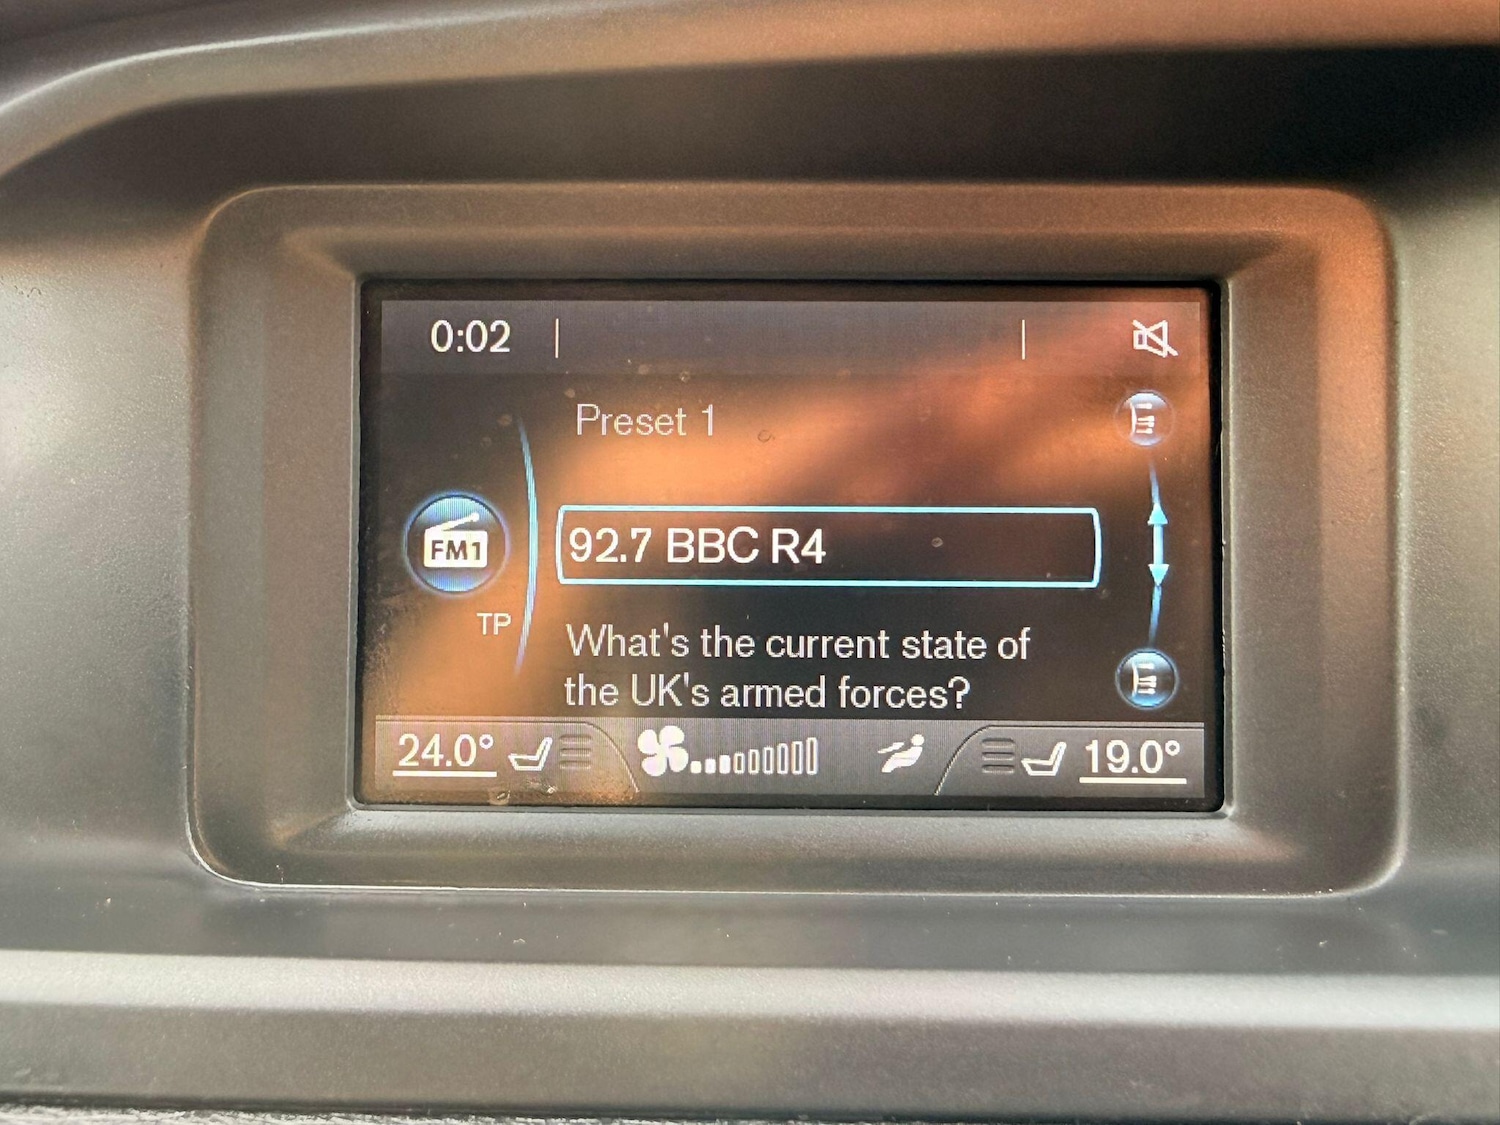 0:02
Preset 1
FM1
92.7 BBC R4
TP
What's the current state of
the UK's armed forces?
24.0° 19.0°